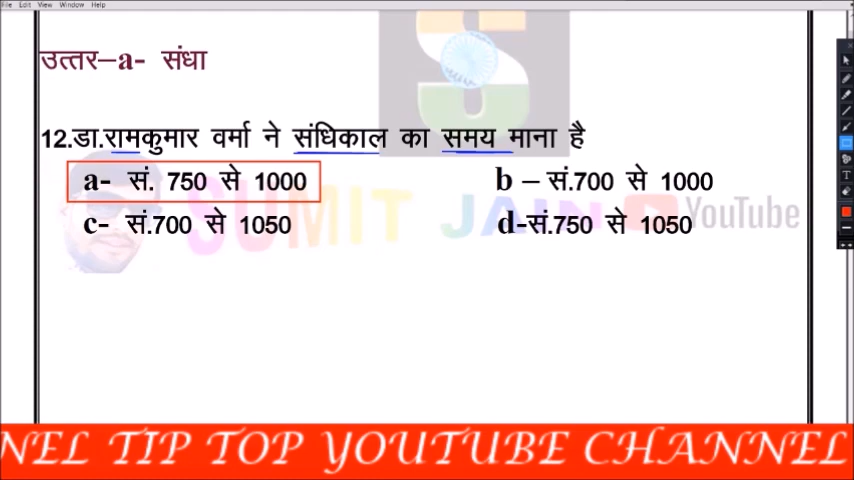 File Edit View Window Help
उत्तर–a- संधा
12.डा.रामकुमार वर्मा ने संधिकाल का समय माना है
a- सं. 750 से 1000
b – सं.700 से 1000
SUMIT JAIN YouTube
c- सं.700 से 1050
d-सं.750 से 1050
NEL TIP TOP YOUTUBE CHANNEL